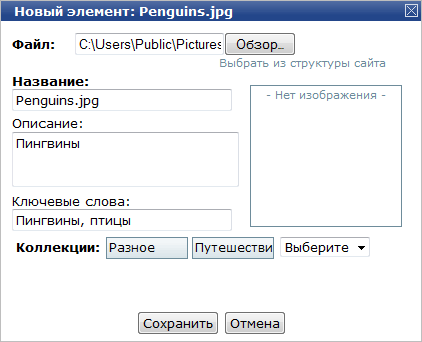 Новый элемент: Penguins.jpg
Файл: C:\Users\Public\Pictures Обзор...
Выбрать из структуры сайта
Название:
Penguins.jpg
- Нет изображения -
Описание:
Пингвины
Ключевые слова:
Пингвины, птицы
Коллекции: Разное Путешестви Выберите
Сохранить Отмена